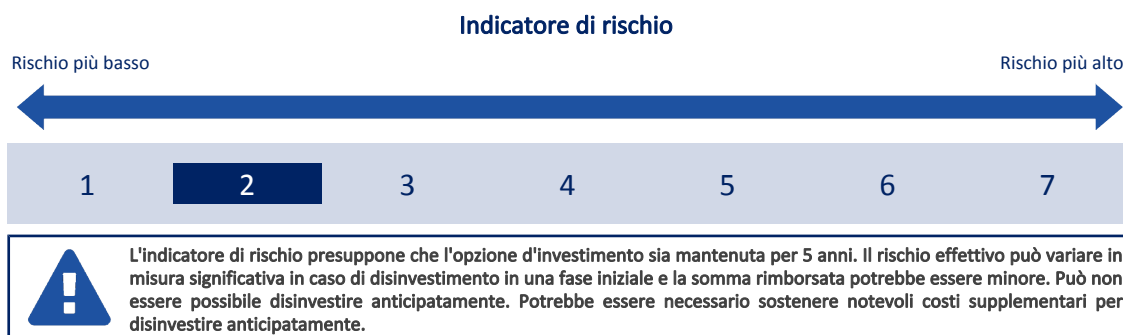 Indicatore di rischio
Rischio più basso
Rischio più alto
1 2 3 4 5 6 7
L'indicatore di rischio presuppone che l'opzione d'investimento sia mantenuta per 5 anni. Il rischio effettivo può variare in
misura significativa in caso di disinvestimento in una fase iniziale e la somma rimborsata potrebbe essere minore. Può non
essere possibile disinvestire anticipatamente. Potrebbe essere necessario sostenere notevoli costi supplementari per
disinvestire anticipatamente.